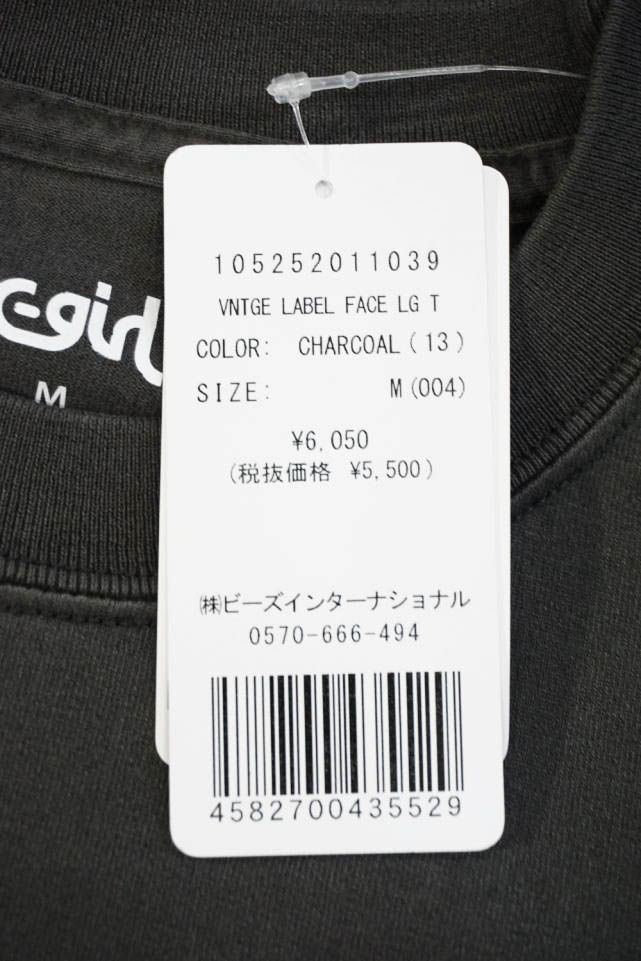 105252011039
VNTGE LABEL FACE LG T
COLOR: CHARCOAL(13)
SIZE: M(004)
¥6,050
(税抜価格 ¥5,500)
㈱ビーズインターナショナル
0570-666-494
4582700435529
-girl
M